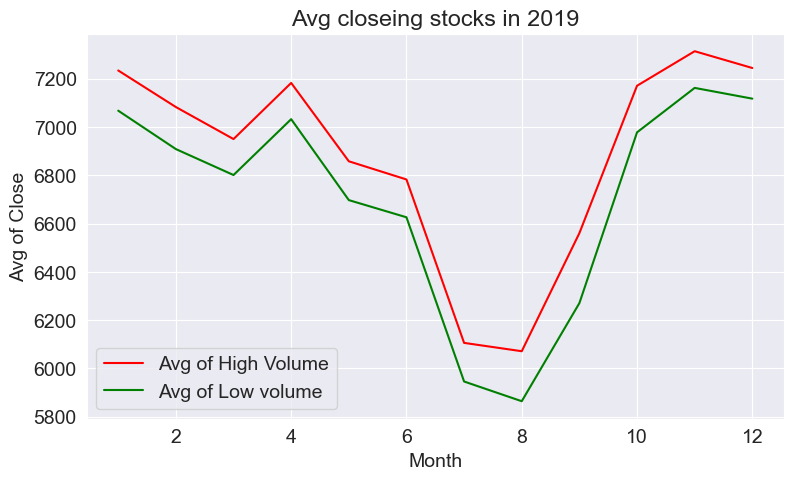 Avg closeing stocks in 2019
Avg of Close
7200
7000
6800
6600
6400
6200
6000
5800
Avg of High Volume
Avg of Low volume
2 4 6 8 10 12
Month